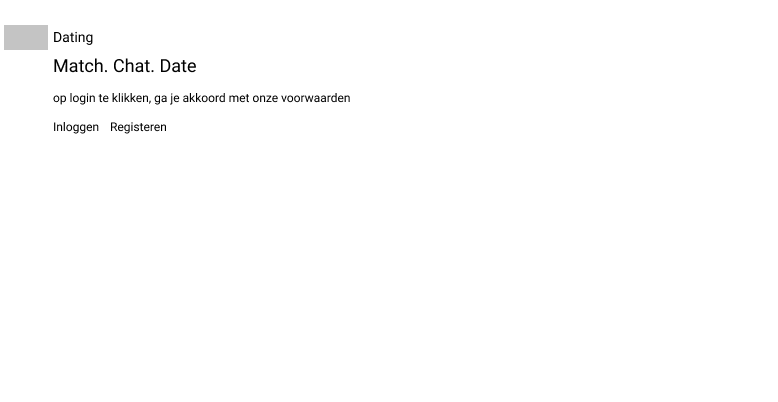 Dating
Match. Chat. Date
op login te klikken, ga je akkoord met onze voorwaarden
Inloggen Registeren